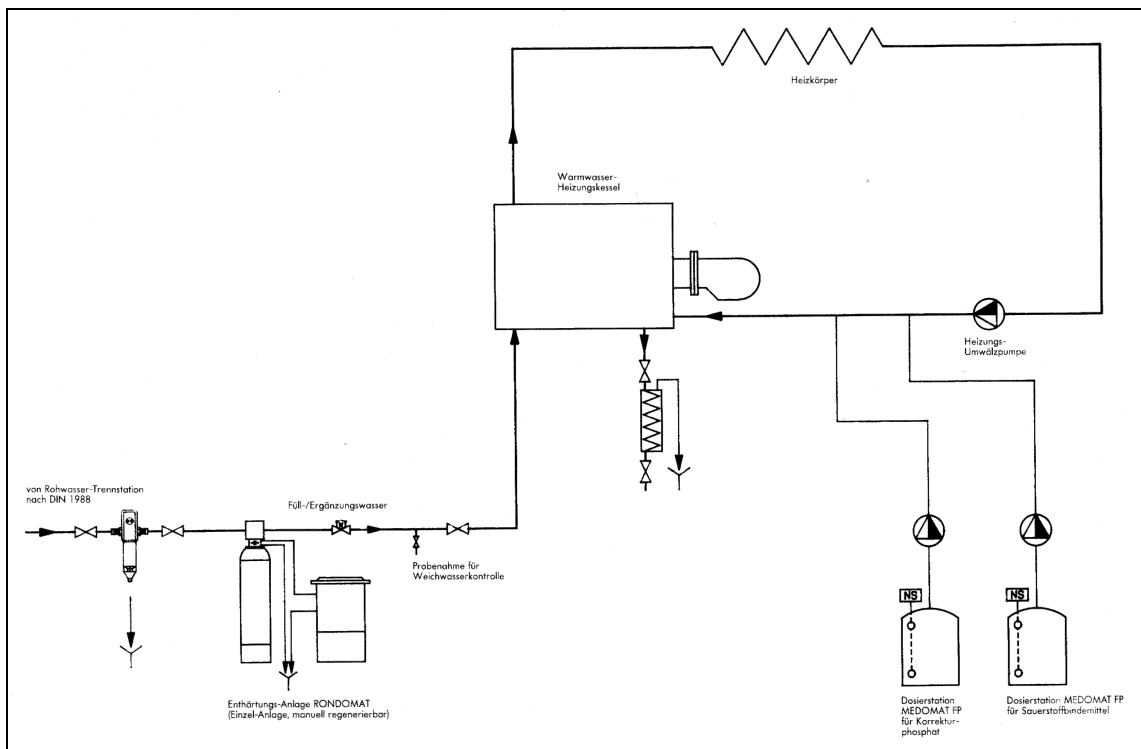 Heizkörper
Warmwasser-
Heizungskessel
Heizungs-
Umwälzpumpe
von Rohwasser-Trennstation
nach DIN 1988
Füll-/Ergänzungswasser
Probenahme für
Weichwasserkontrolle
Enthärtungs-Anlage RONDOMAT
(Einzel-Anlage, manuell regenerierbar)
NS
NS
Dosierstation
MEDOMAT FP
für Korrektur-
phosphat
Dosierstation MEDOMAT FP
für Sauerstoffbindemittel